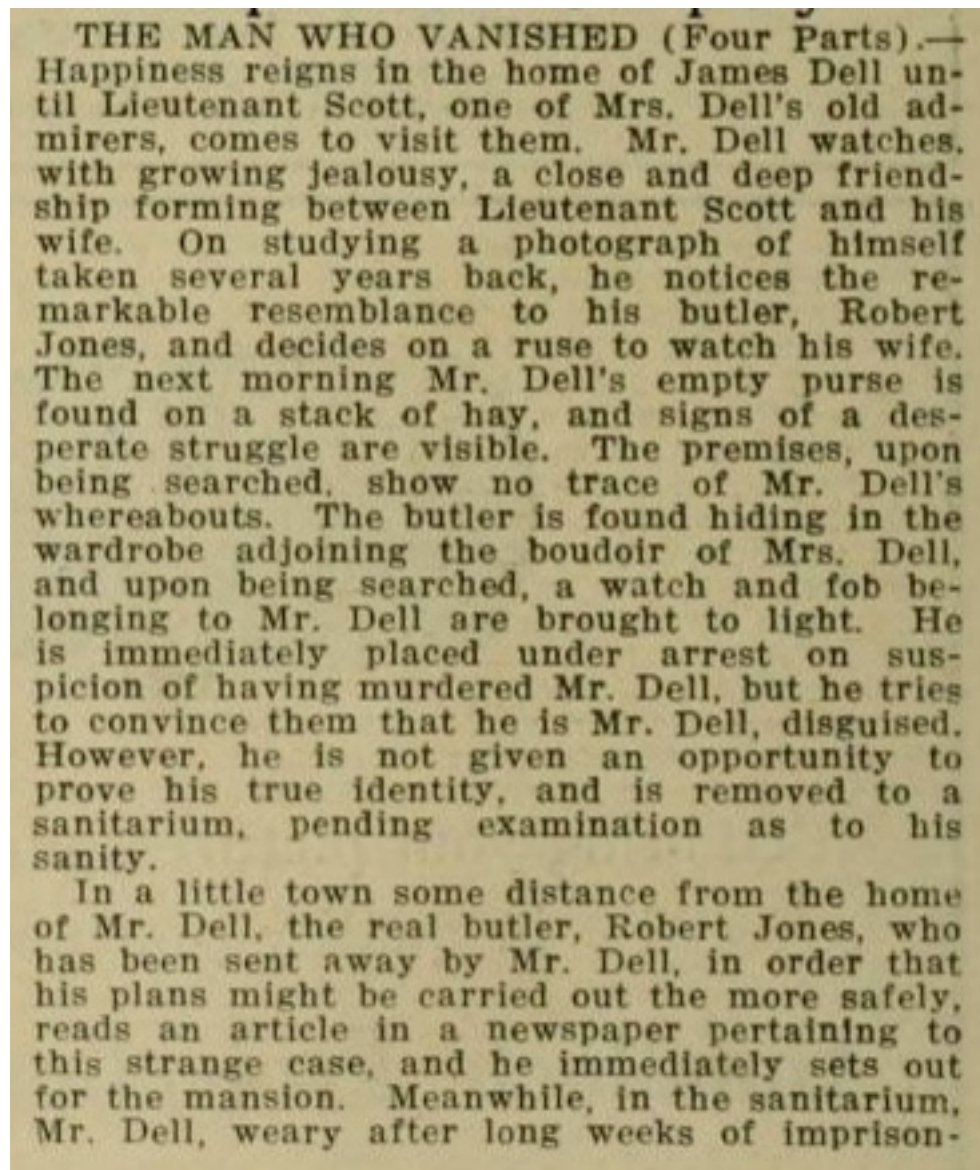 THE MAN WHO VANISHED (Four Parts).—
Happiness reigns in the home of James Dell un-
til Lieutenant Scott, one of Mrs. Dell's old ad-
mirers, comes to visit them. Mr. Dell watches,
with growing jealousy, a close and deep friend-
ship forming between Lieutenant Scott and his
wife. On studying a photograph of himself
taken several years back, he notices the re-
markable resemblance to his butler, Robert
Jones, and decides on a ruse to watch his wife.
The next morning Mr. Dell's empty purse is
found on a stack of hay, and signs of a des-
perate struggle are visible. The premises, upon
being searched, show no trace of Mr. Dell's
whereabouts. The butler is found hiding in the
wardrobe adjoining the boudoir of Mrs. Dell,
and upon being searched, a watch and fob be-
longing to Mr. Dell are brought to light. He
is immediately placed under arrest on sus-
picion of having murdered Mr. Dell, but he tries
to convince them that he is Mr. Dell, disguised.
However, he is not given an opportunity to
prove his true identity, and is removed to a
sanitarium, pending examination as to his
sanity.
In a little town some distance from the home
of Mr. Dell, the real butler, Robert Jones, who
has been sent away by Mr. Dell, in order that
his plans might be carried out the more safely,
reads an article in a newspaper pertaining to
this strange case, and he immediately sets out
for the mansion. Meanwhile, in the sanitarium,
Mr. Dell, weary after long weeks of imprison-